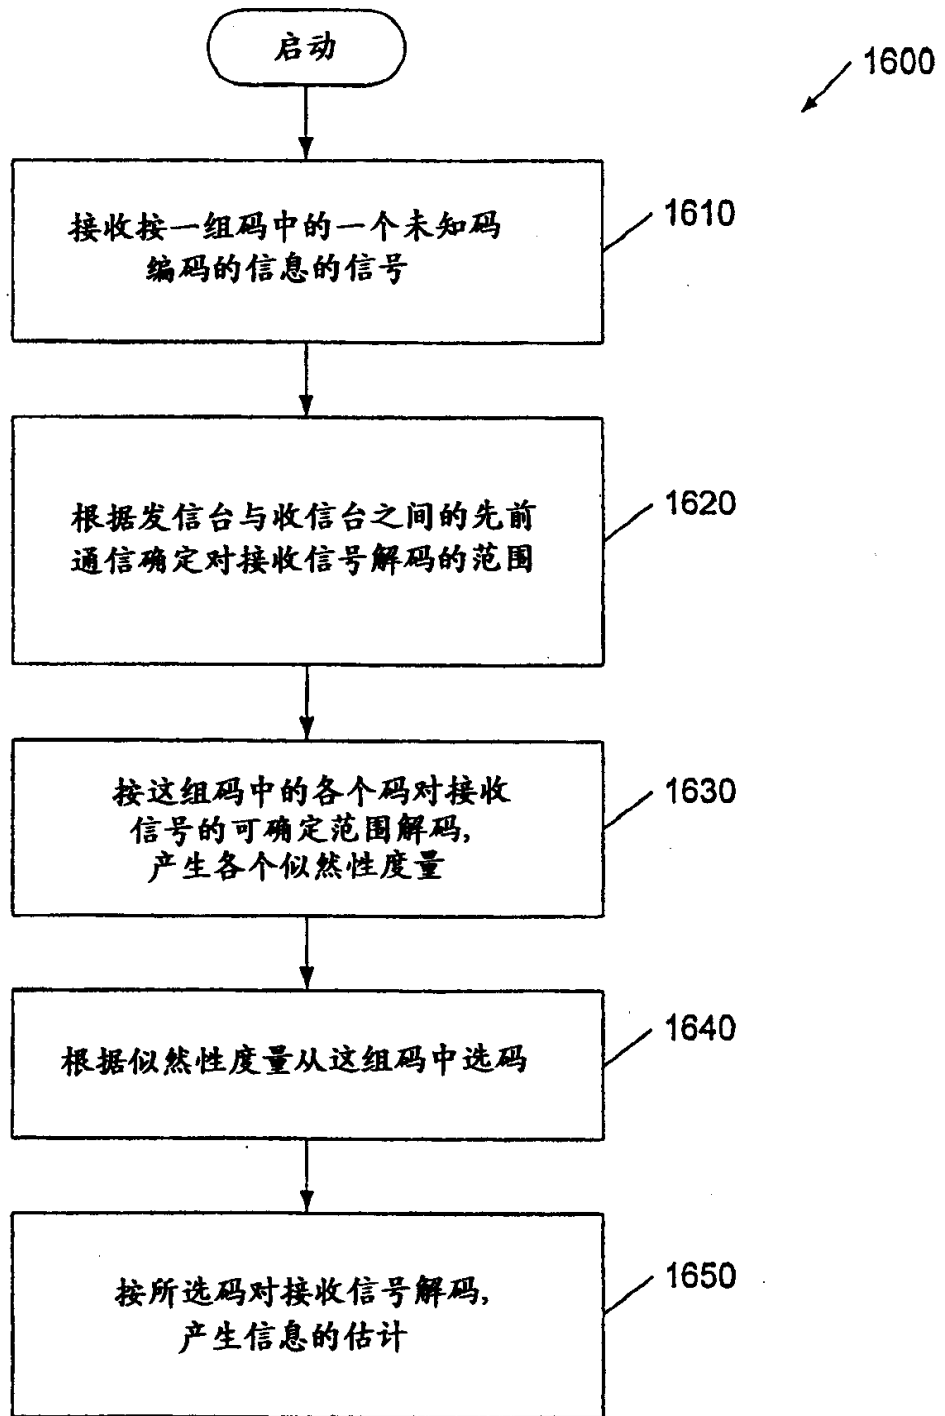 启动
1600
接收按一组码中的一个未知码
编码的信息的信号
1610
根据发信台与收信台之间的先前
通信确定对接收信号解码的范围
1620
按这组码中的各个码对接收
信号的可确定范围解码,
产生各个似然性度量
1630
根据似然性度量从这组码中选码
1640
按所选码对接收信号解码,
产生信息的估计
1650